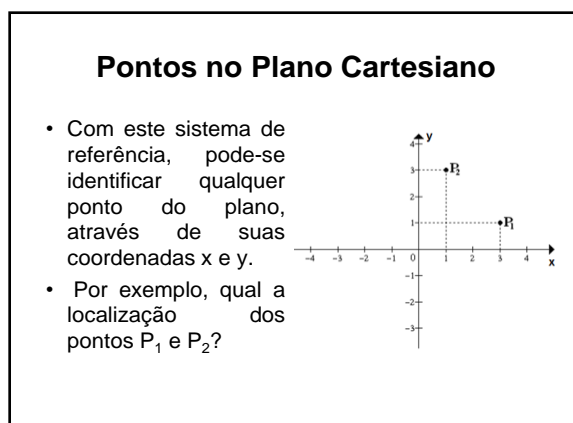 Pontos no Plano Cartesiano
• Com este sistema de
referência, pode-se
identificar qualquer
ponto do plano,
através de suas
coordenadas x e y.
• Por exemplo, qual a
localização dos
pontos P₁ e P₂?
y
4
3
P₂
2
1
P₁
-4 -3 -2 -1 0 1 2 3 4
x
-1
-2
-3